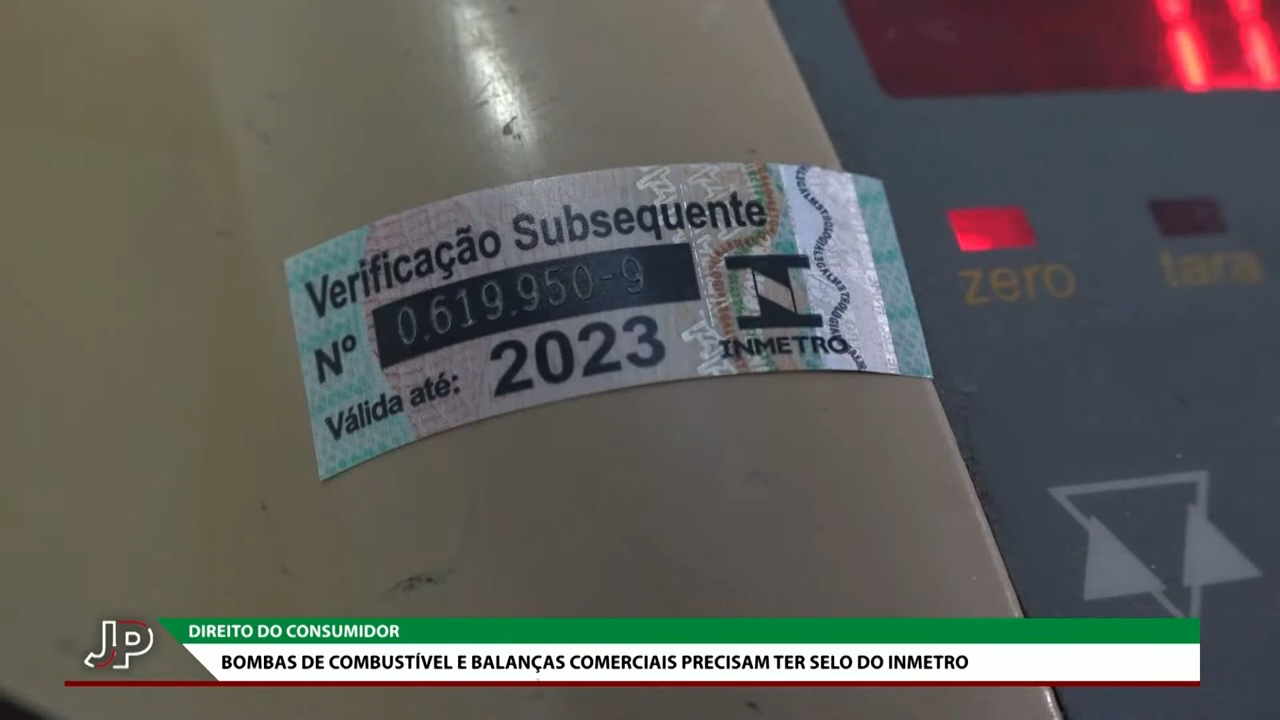 Verificação Subsequente
Nº 0.619.950-9
Válida até: 2023
INMETRO
zero
tara
JP
DIREITO DO CONSUMIDOR
BOMBAS DE COMBUSTÍVEL E BALANÇAS COMERCIAIS PRECISAM TER SELO DO INMETRO